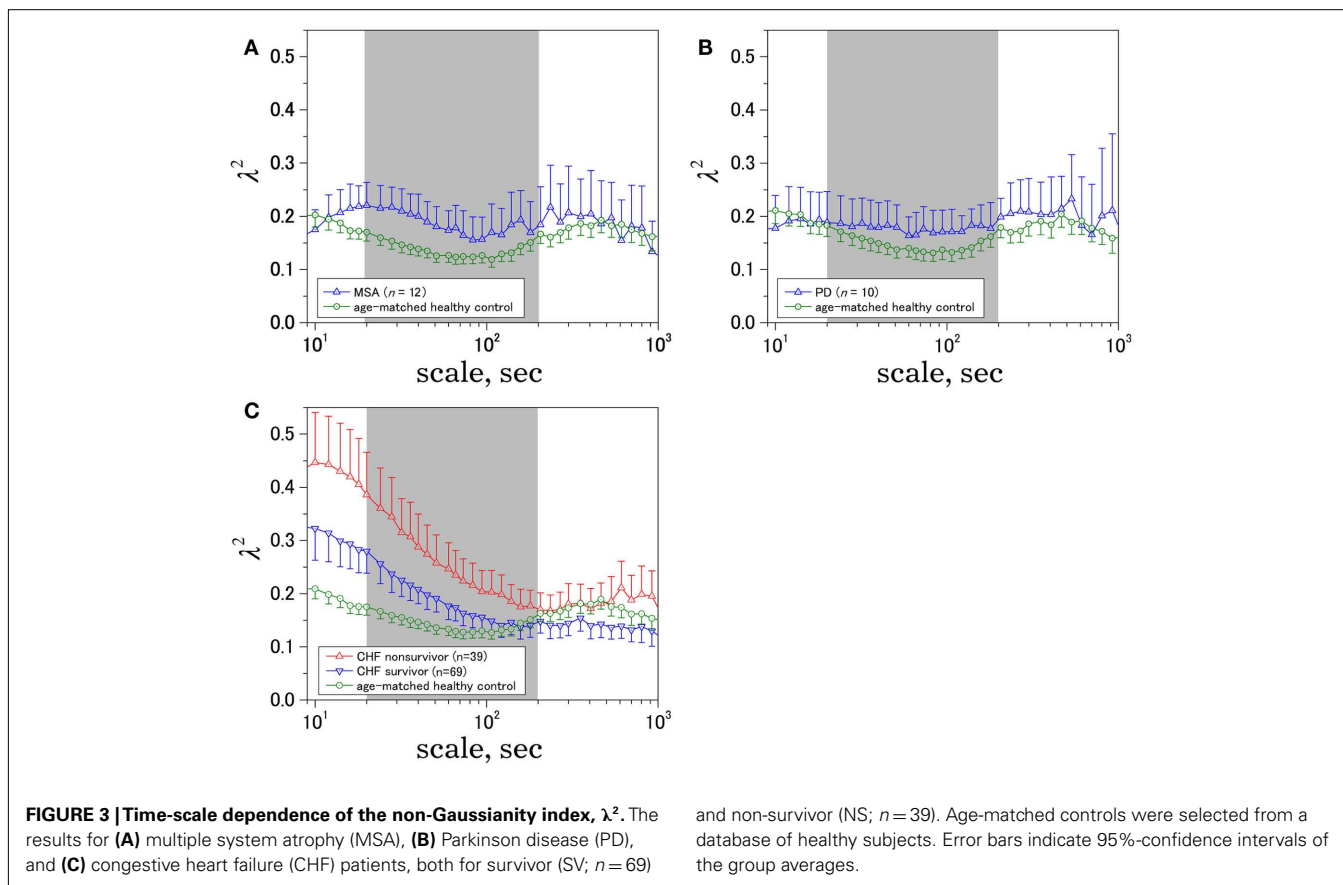 A
0.5
0.4
0.3
0.2
0.1
0.0
λ²
MSA (n = 12)
age-matched healthy control
10¹
10²
10³
scale, sec
B
0.5
0.4
0.3
0.2
0.1
0.0
λ²
PD (n = 10)
age-matched healthy control
10¹
10²
10³
scale, sec
C
0.5
0.4
0.3
0.2
0.1
0.0
λ²
CHF nonsurvivor (n=39)
CHF survivor (n=69)
age-matched healthy control
10¹
10²
10³
scale, sec
FIGURE 3 | Time-scale dependence of the non-Gaussianity index, λ². The
results for (A) multiple system atrophy (MSA), (B) Parkinson disease (PD),
and (C) congestive heart failure (CHF) patients, both for survivor (SV; n = 69)
and non-survivor (NS; n = 39). Age-matched controls were selected from a
database of healthy subjects. Error bars indicate 95%-confidence intervals of
the group averages.